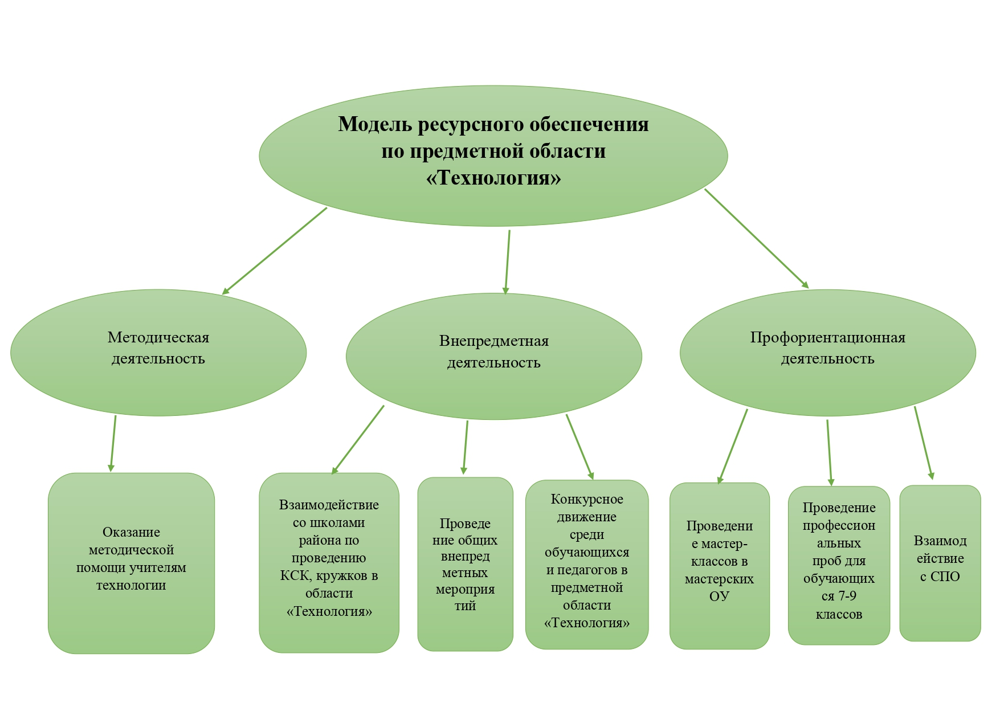 Модель ресурсного обеспечения
по предметной области
«Технология»
Методическая
деятельность
Внепредметная
деятельность
Профориентационная
деятельность
Оказание
методической
помощи учителям
технологии
Взаимодействие
со школами
района по
проведению
КСК, кружков в
области
«Технология»
Проведе
ние общих
внепред
метных
мероприя
тий
Конкурсное
движение
среди
обучающихся
и педагогов в
предметной
области
«Технология»
Проведени
е мастер-
классов в
мастерских
ОУ
Проведение
профессион
альных
проб для
обучающих
ся 7-9
классов
Взаимод
ействие
с СПО